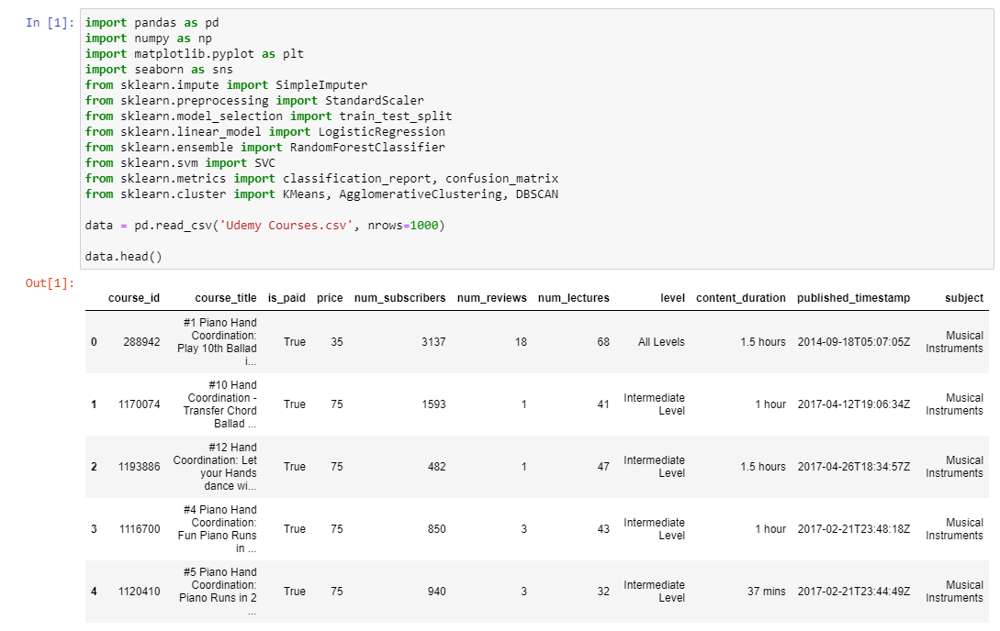 In [1]:
import pandas as pd
import numpy as np
import matplotlib.pyplot as plt
import seaborn as sns
from sklearn.impute import SimpleImputer
from sklearn.preprocessing import StandardScaler
from sklearn.model_selection import train_test_split
from sklearn.linear_model import LogisticRegression
from sklearn.ensemble import RandomForestClassifier
from sklearn.svm import SVC
from sklearn.metrics import classification_report, confusion_matrix
from sklearn.cluster import KMeans, AgglomerativeClustering, DBSCAN
data = pd.read_csv('Udemy Courses.csv', nrows=1000)
data.head()
Out[1]:
course_id course_title is_paid price num_subscribers num_reviews num_lectures level content_duration published_timestamp subject
#1 Piano Hand
Coordination:
Play 10th Ballad
i...
0 288942 True 35 3137 18 68 All Levels 1.5 hours 2014-09-18T05:07:05Z
Musical
Instruments
#10 Hand
Coordination -
Transfer Chord
Ballad ...
1 1170074 True 75 1593 1 41
Intermediate
Level
1 hour 2017-04-12T19:06:34Z
Musical
Instruments
#12 Hand
Coordination: Let
your Hands
dance wi...
2 1193886 True 75 482 1 47
Intermediate
Level
1.5 hours 2017-04-26T18:34:57Z
Musical
Instruments
#4 Piano Hand
Coordination:
Fun Piano Runs
in ...
3 1116700 True 75 850 3 43
Intermediate
Level
1 hour 2017-02-21T23:48:18Z
Musical
Instruments
#5 Piano Hand
Coordination:
Piano Runs in 2
...
4 1120410 True 75 940 3 32
Intermediate
Level
37 mins 2017-02-21T23:44:49Z
Musical
Instruments